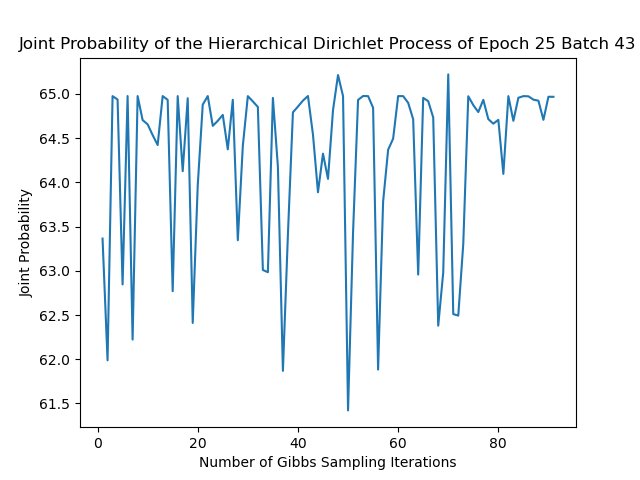 Joint Probability of the Hierarchical Dirichlet Process of Epoch 25 Batch 43
65.0
64.5
64.0
63.5
63.0
62.5
62.0
61.5
Joint Probability
0 20 40 60 80
Number of Gibbs Sampling Iterations